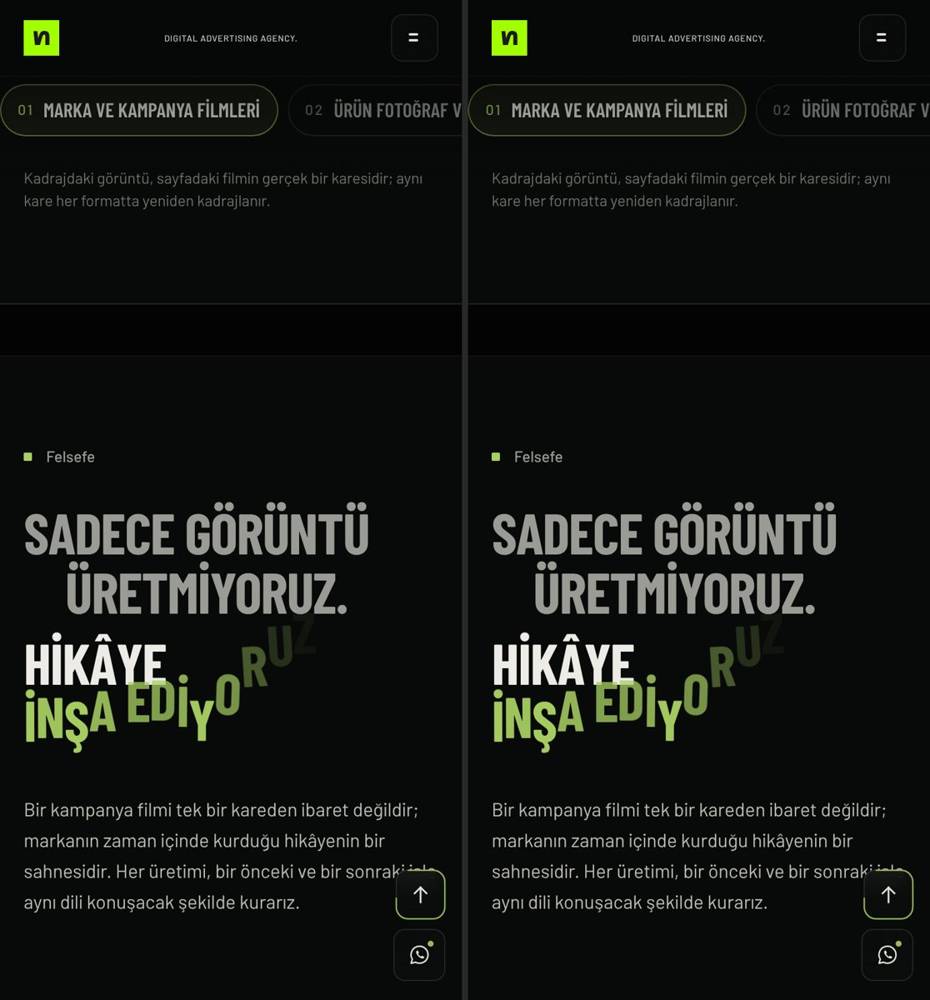 n
DIGITAL ADVERTISING AGENCY.
01 MARKA VE KAMPANYA FİLMLERİ
02 ÜRÜN FOTOĞRAF V
Kadrajdaki görüntü, sayfadaki filmin gerçek bir karesidir; aynı
kare her formatta yeniden kadrajlanır.
Felsefe
SADECE GÖRÜNTÜ
ÜRETMİYORUZ.
HİKÂYE
İNŞA EDİYORUZ
Bir kampanya filmi tek bir kareden ibaret değildir;
markanın zaman içinde kurduğu hikâyenin bir
sahnesidir. Her üretimi, bir önceki ve bir sonraki
aynı dili konuşacak şekilde kurarız.
n
DIGITAL ADVERTISING AGENCY.
01 MARKA VE KAMPANYA FİLMLERİ
02 ÜRÜN FOTOĞRAF V
Kadrajdaki görüntü, sayfadaki filmin gerçek bir karesidir; aynı
kare her formatta yeniden kadrajlanır.
Felsefe
SADECE GÖRÜNTÜ
ÜRETMİYORUZ.
HİKÂYE
İNŞA EDİYORUZ
Bir kampanya filmi tek bir kareden ibaret değildir;
markanın zaman içinde kurduğu hikâyenin bir
sahnesidir. Her üretimi, bir önceki ve bir sonraki
aynı dili konuşacak şekilde kurarız.